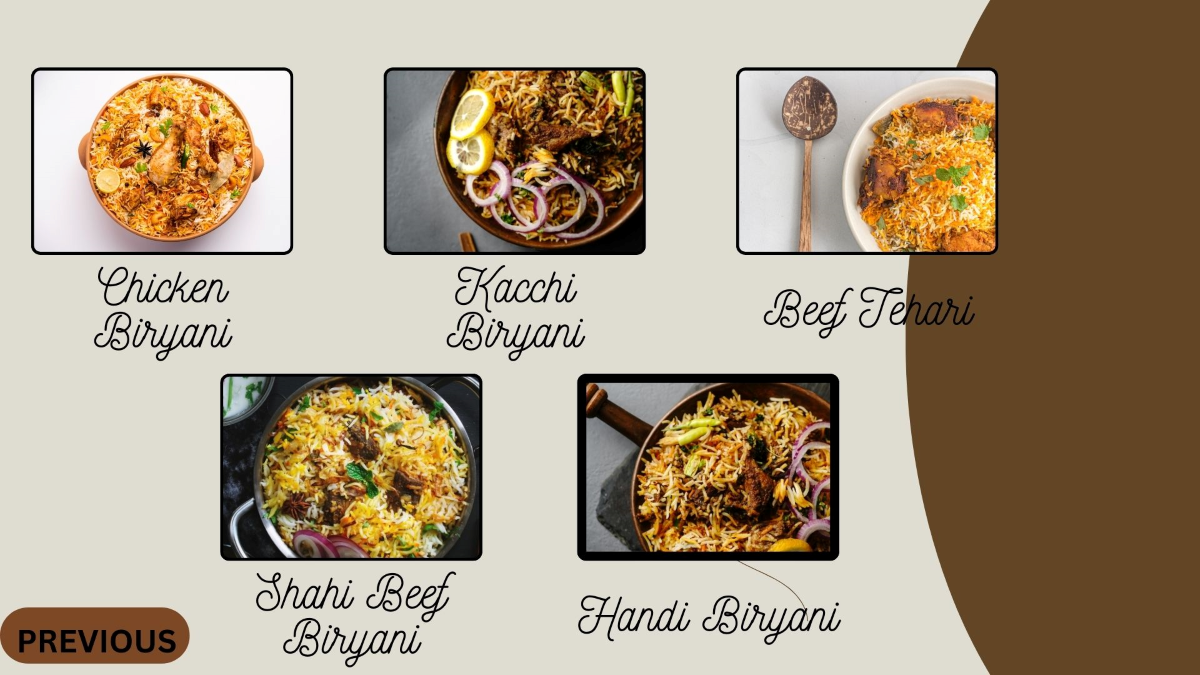 Chicken
Biryani
Kacchi
Biryani
Beef Tehari
Shahi Beef
Biryani
Handi Biryani
PREVIOUS